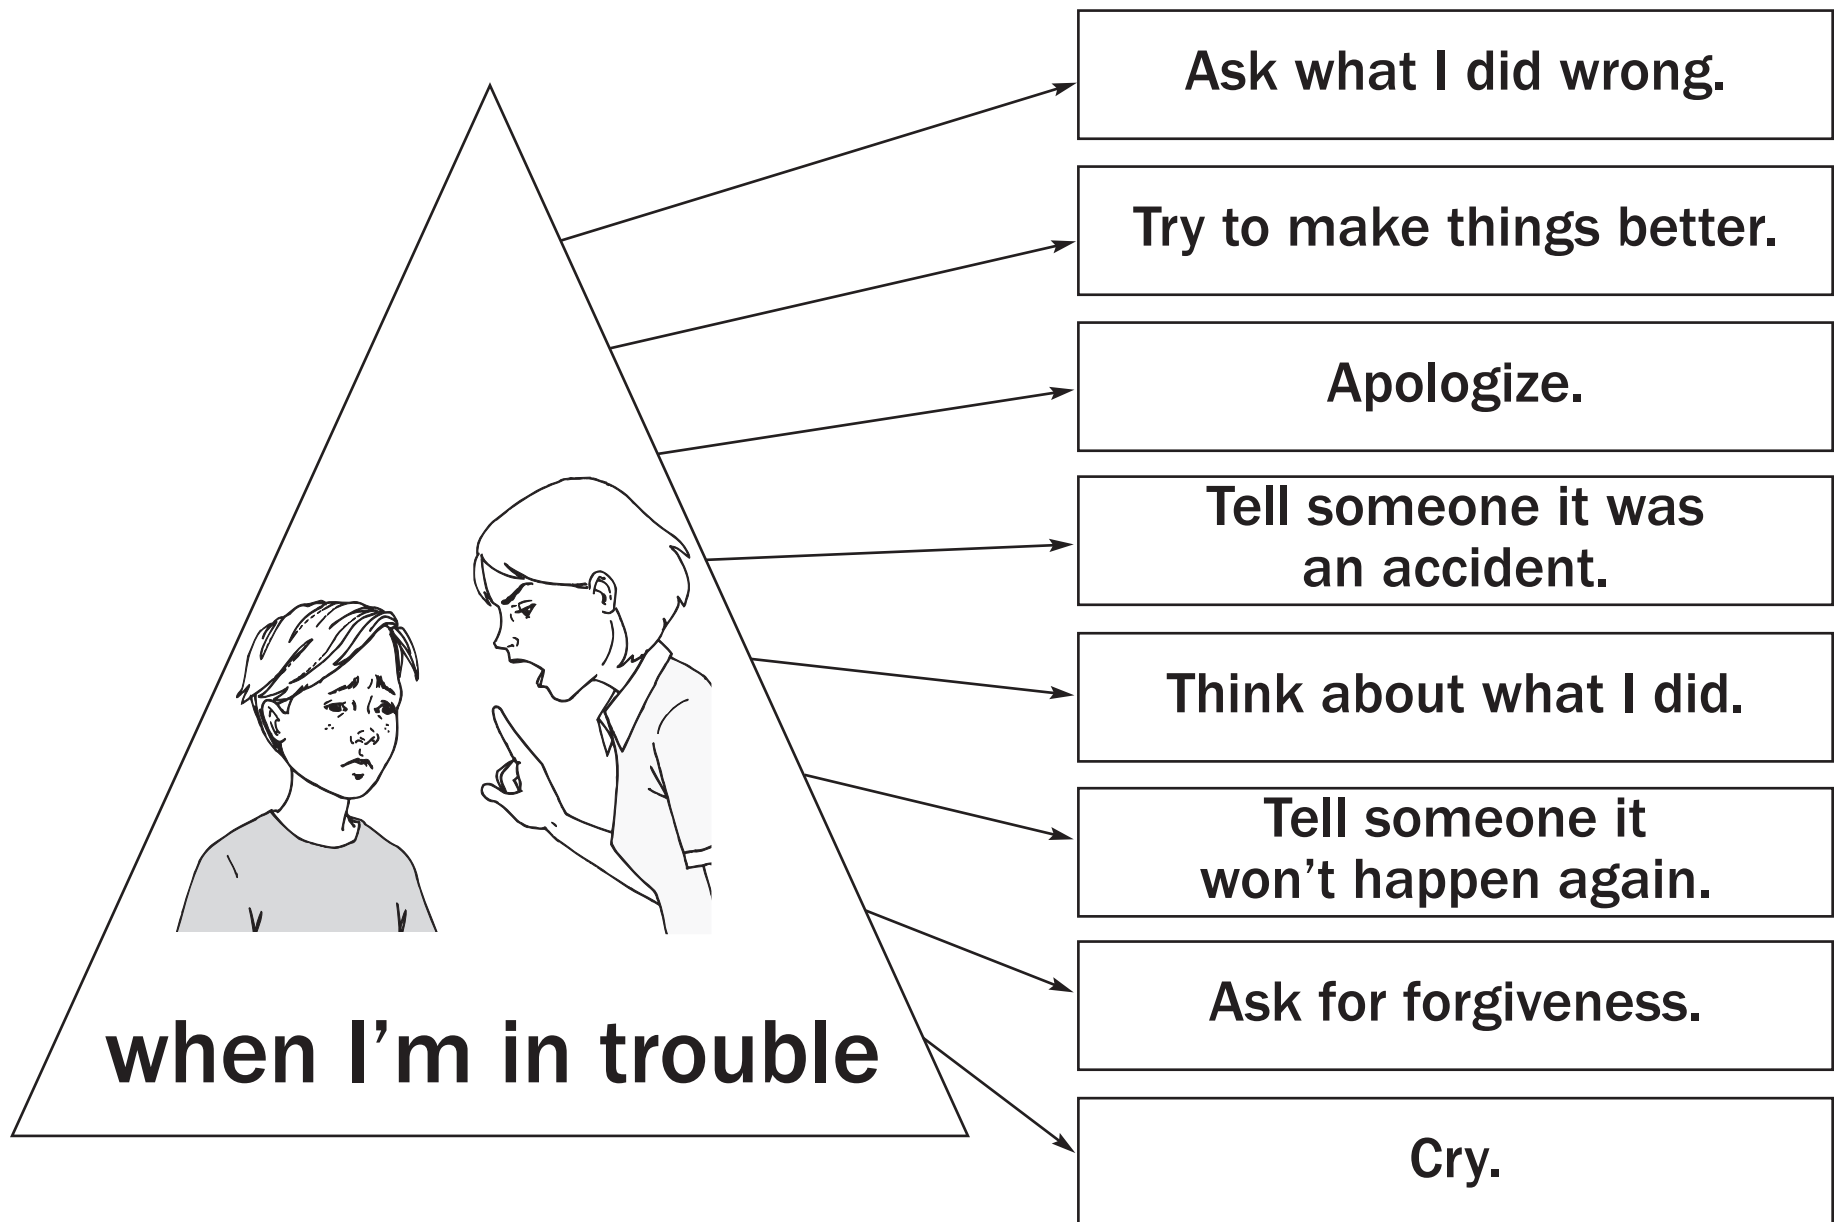 Ask what I did wrong.
Try to make things better.
Apologize.
Tell someone it was
an accident.
Think about what I did.
Tell someone it
won't happen again.
Ask for forgiveness.
Cry.
when I'm in trouble